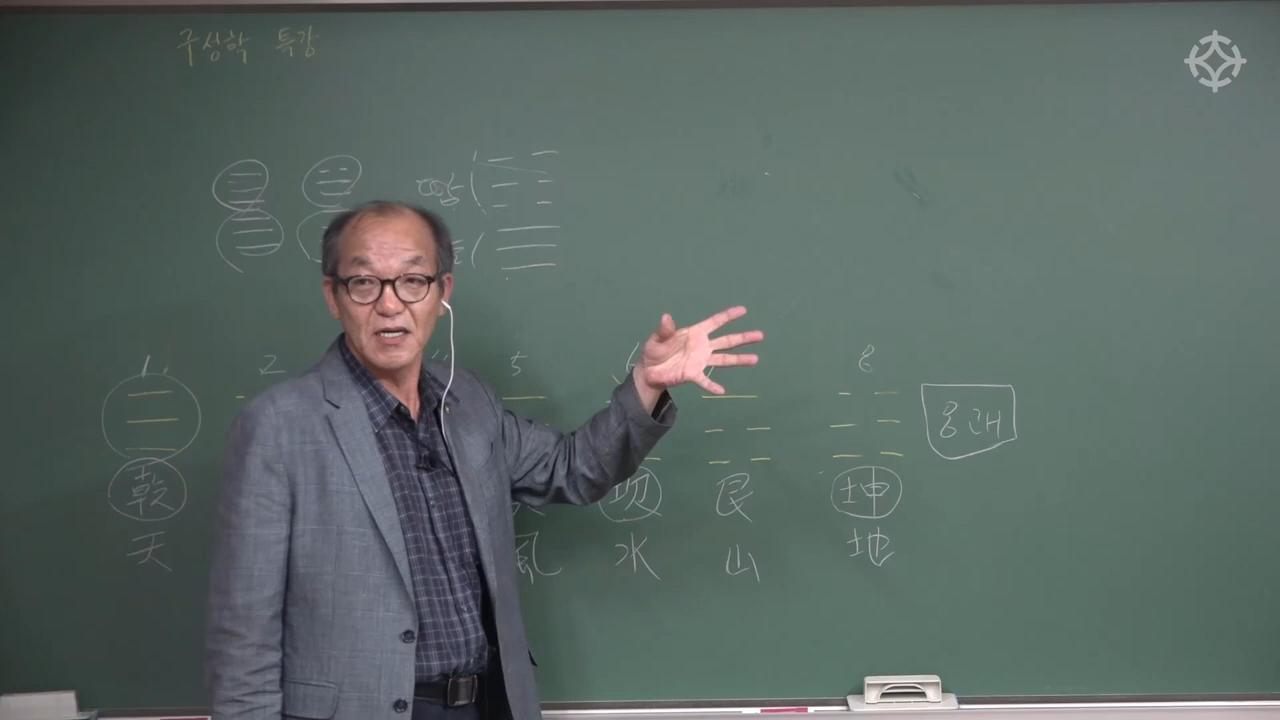 구성학 특강
1. 2 5 6 8
乾 坎 艮 坤
天 風 水 山 地
8괘